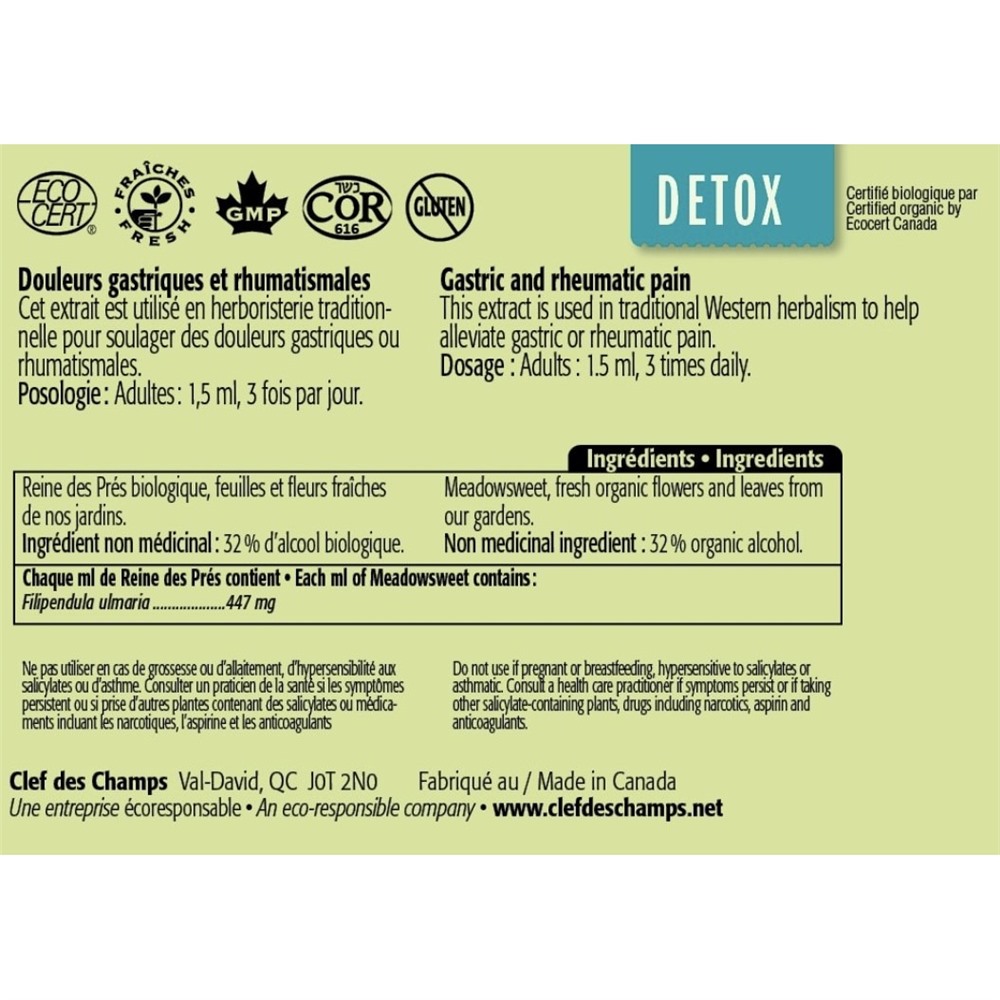 ECO
CERT
®
FRAÎCHES
FRESH
GMP
כשר
COR
616
GLUTEN
DETOX
Certifié biologique par
Certified organic by
Ecocert Canada
Douleurs gastriques et rhumatismales
Cet extrait est utilisé en herboristerie tradition-
nelle pour soulager des douleurs gastriques ou
rhumatismales.
Posologie : Adultes : 1,5 ml, 3 fois par jour.
Gastric and rheumatic pain
This extract is used in traditional Western herbalism to help
alleviate gastric or rheumatic pain.
Dosage : Adults : 1.5 ml, 3 times daily.
Ingrédients • Ingredients
Reine des Prés biologique, feuilles et fleurs fraîches
de nos jardins.
Ingrédient non médicinal : 32 % d'alcool biologique.
Meadowsweet, fresh organic flowers and leaves from
our gardens.
Non medicinal ingredient : 32 % organic alcohol.
Chaque ml de Reine des Prés contient • Each ml of Meadowsweet contains :
Filipendula ulmaria ...................447 mg
Ne pas utiliser en cas de grossesse ou d'allaitement, d'hypersensibilité aux
salicylates ou d'asthme. Consulter un praticien de la santé si les symptômes
persistent ou si prise d'autres plantes contenant des salicylates ou médica-
ments incluant les narcotiques, l'aspirine et les anticoagulants
Do not use if pregnant or breastfeeding, hypersensitive to salicylates or
asthmatic. Consult a health care practitioner if symptoms persist or if taking
other salicylate-containing plants, drugs including narcotics, aspirin and
anticoagulants.
Clef des Champs Val-David, QC J0T 2N0 Fabriqué au / Made in Canada
Une entreprise écoresponsable • An eco-responsible company • www.clefdeschamps.net